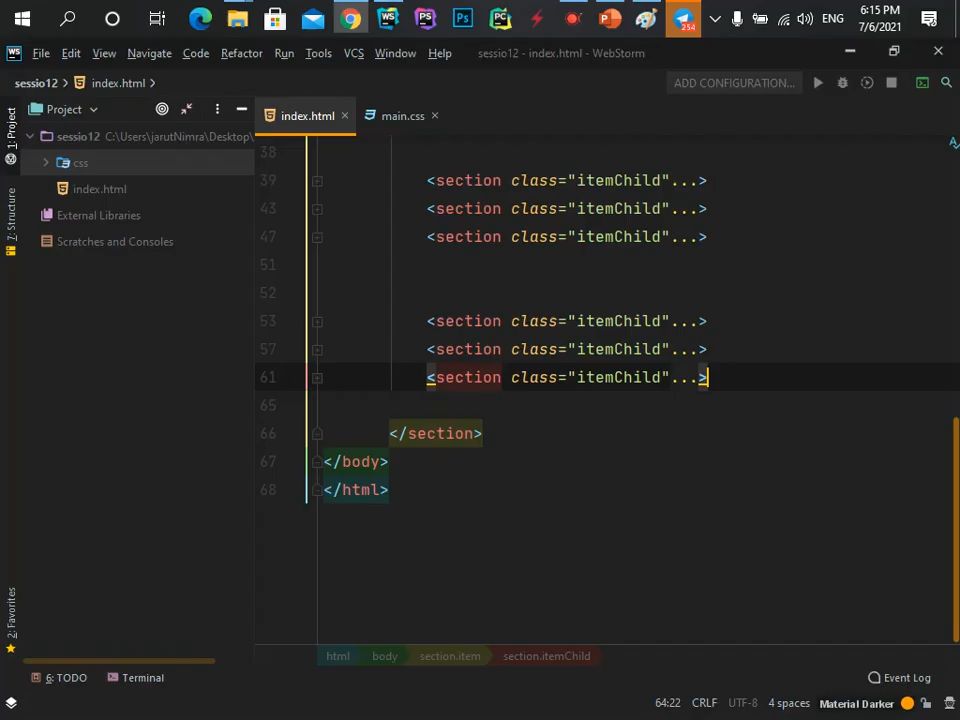 ENG
6:15 PM
7/6/2021
254
File Edit View Navigate Code Refactor Run Tools VCS Window Help sessio12 - index.html - WebStorm
sessio12 index.html
ADD CONFIGURATION...
Project
index.html
main.css
1: Project
7: Structure
2: Favorites
sessio12 C:\Users\jarutNimra\Desktop\
css
index.html
External Libraries
Scratches and Consoles
38
39 <section class="itemChild"...>
43 <section class="itemChild"...>
47 <section class="itemChild"...>
51
52
53 <section class="itemChild"...>
57 <section class="itemChild"...>
61 <section class="itemChild"...>
65
66 </section>
67 </body>
68 </html>
html body section.item section.itemChild
6: TODO Terminal Event Log
64:22 CRLF UTF-8 4 spaces Material Darker